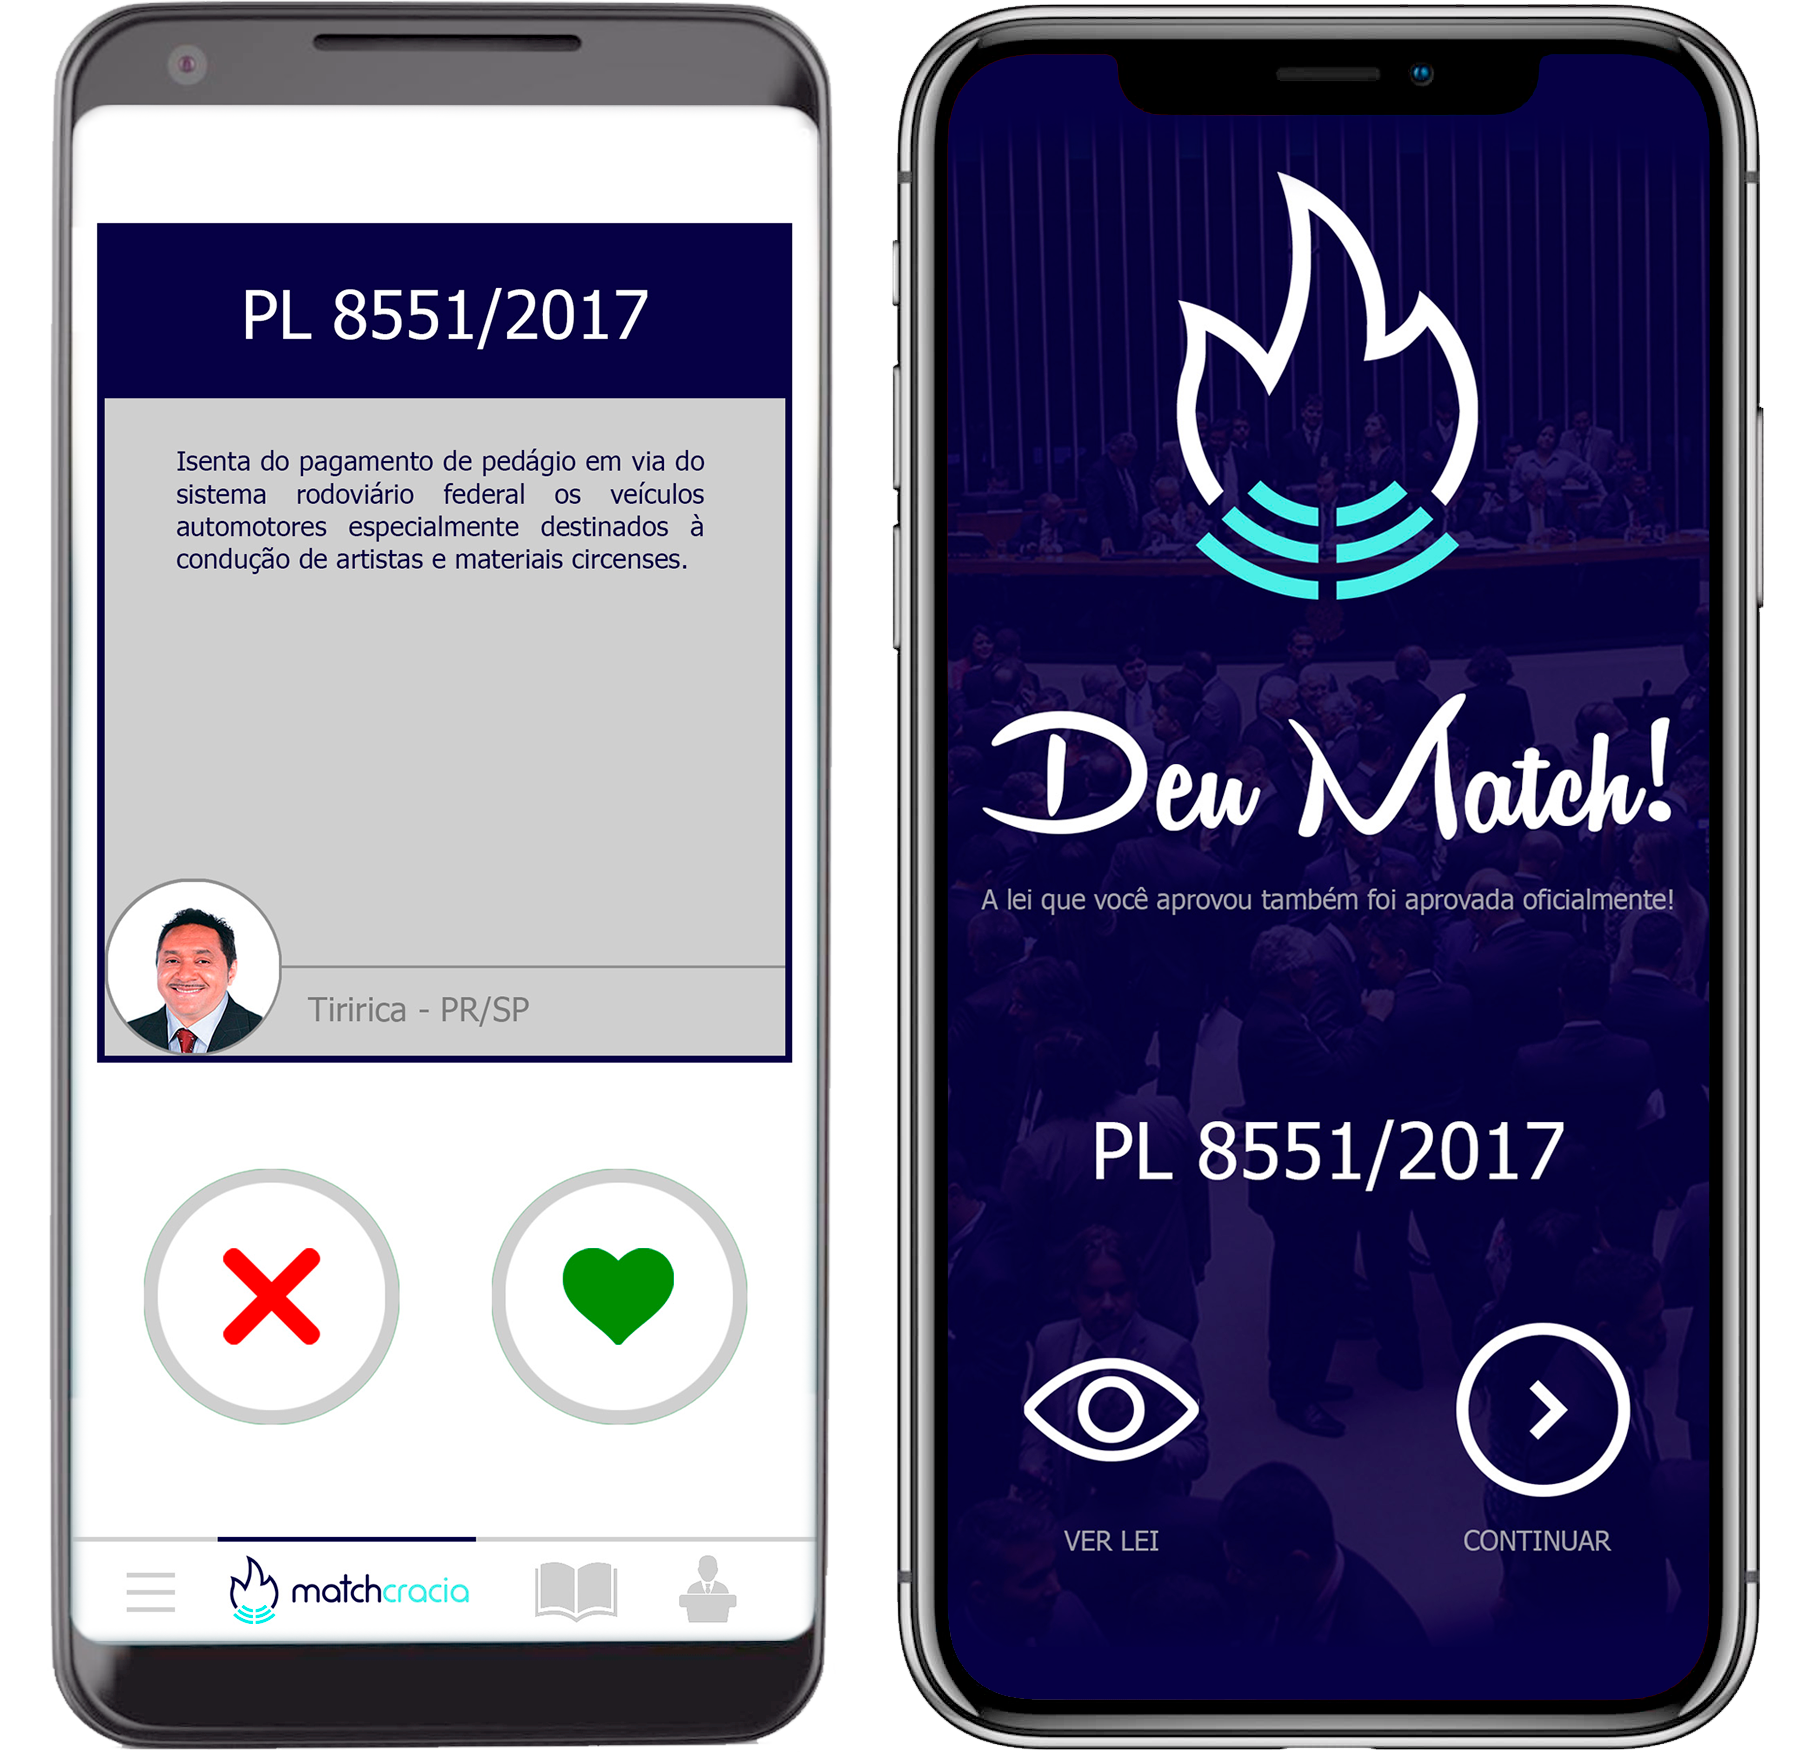 PL 8551/2017
Isenta do pagamento de pedágio em via do
sistema rodoviário federal os veículos
automotores especialmente destinados à
condução de artistas e materiais circenses.
Tiririca - PR/SP
matchcracia
Deu Match!
A lei que você aprovou também foi aprovada oficialmente!
PL 8551/2017
VER LEI
CONTINUAR